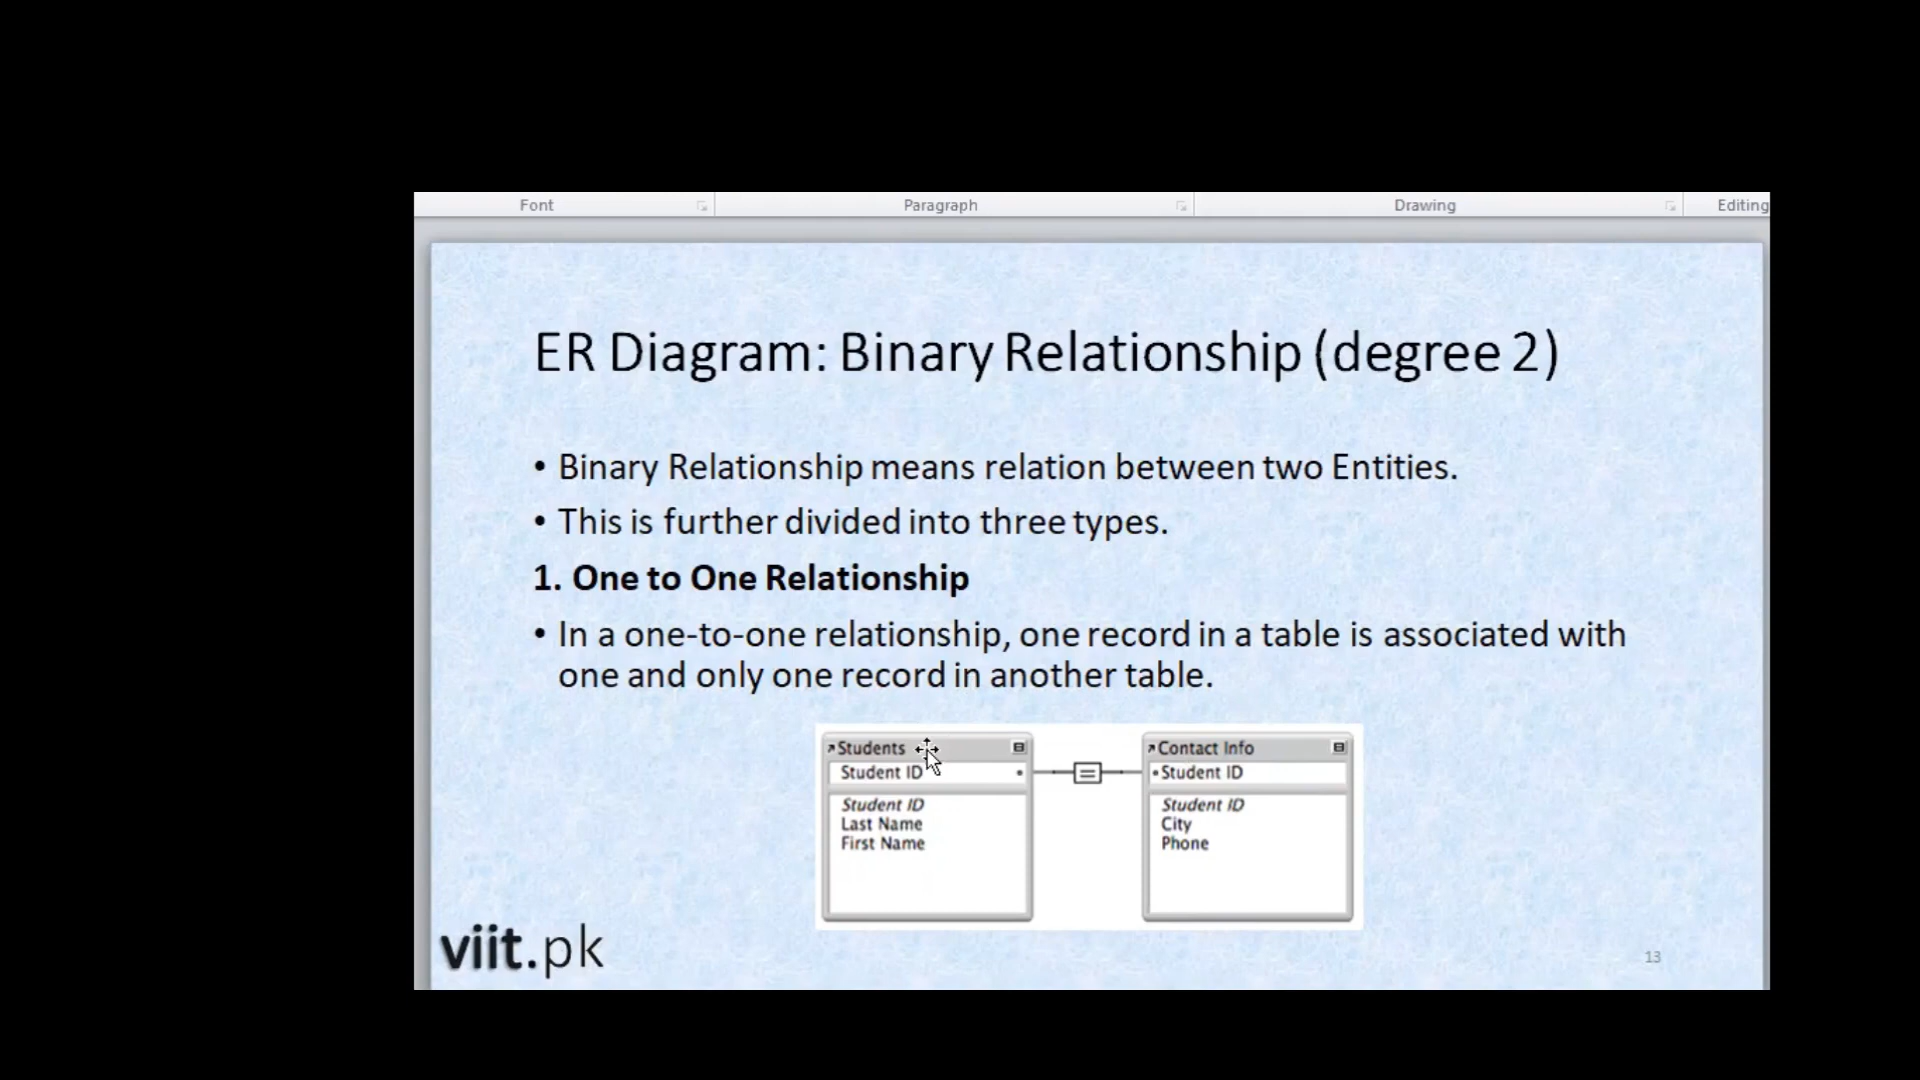 Font Paragraph Drawing Editing
ER Diagram: Binary Relationship (degree 2)
• Binary Relationship means relation between two Entities.
• This is further divided into three types.
1. One to One Relationship
• In a one-to-one relationship, one record in a table is associated with
one and only one record in another table.
Students
Student ID
Student ID
Last Name
First Name
=
Contact Info
Student ID
Student ID
City
Phone
viit.pk
13